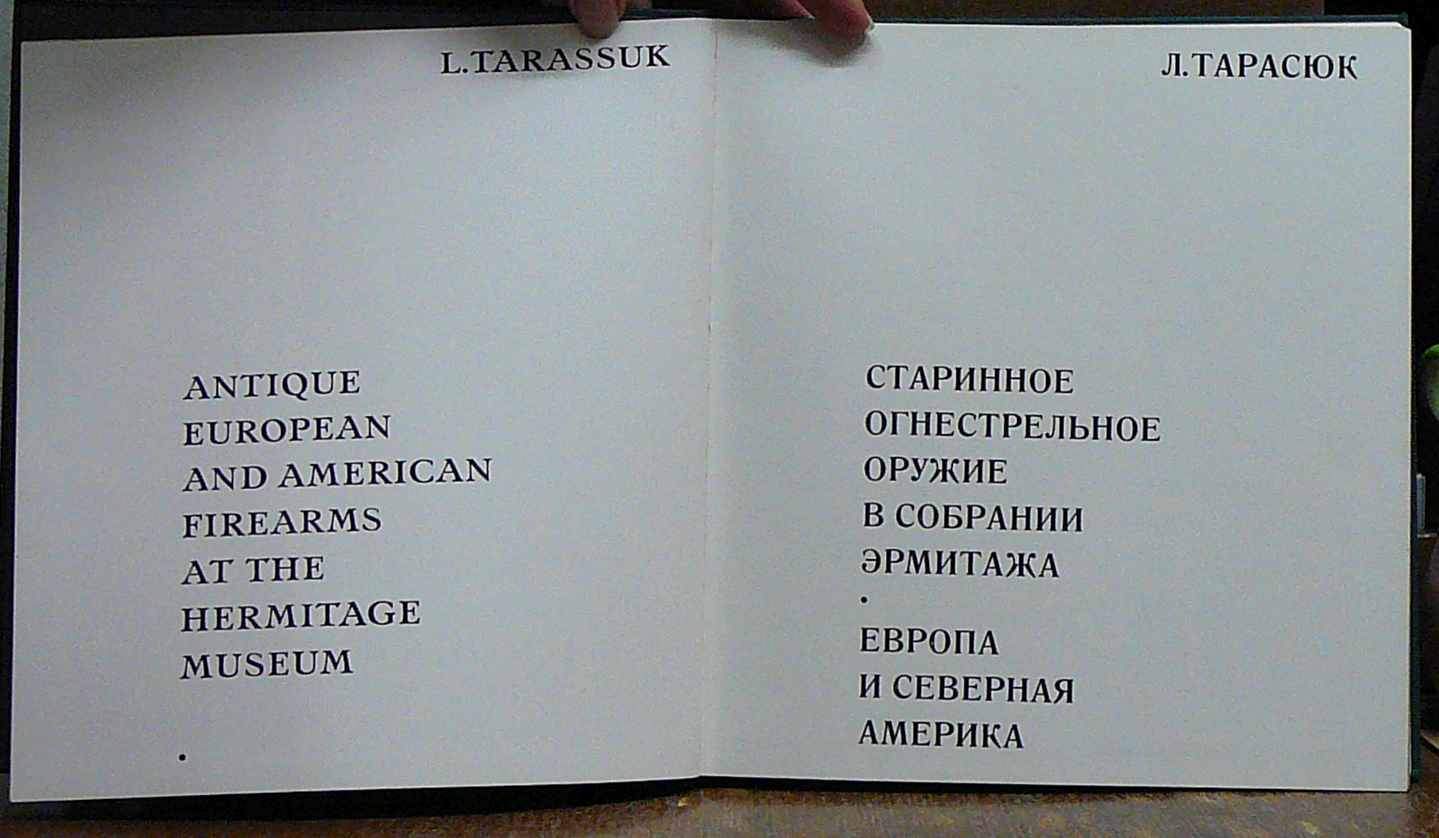 L.TARASSUK
ANTIQUE
EUROPEAN
AND AMERICAN
FIREARMS
AT THE
HERMITAGE
MUSEUM
.
Л.ТАРАСЮК
СТАРИННОЕ
ОГНЕСТРЕЛЬНОЕ
ОРУЖИЕ
В СОБРАНИИ
ЭРМИТАЖА
.
ЕВРОПА
И СЕВЕРНАЯ
АМЕРИКА